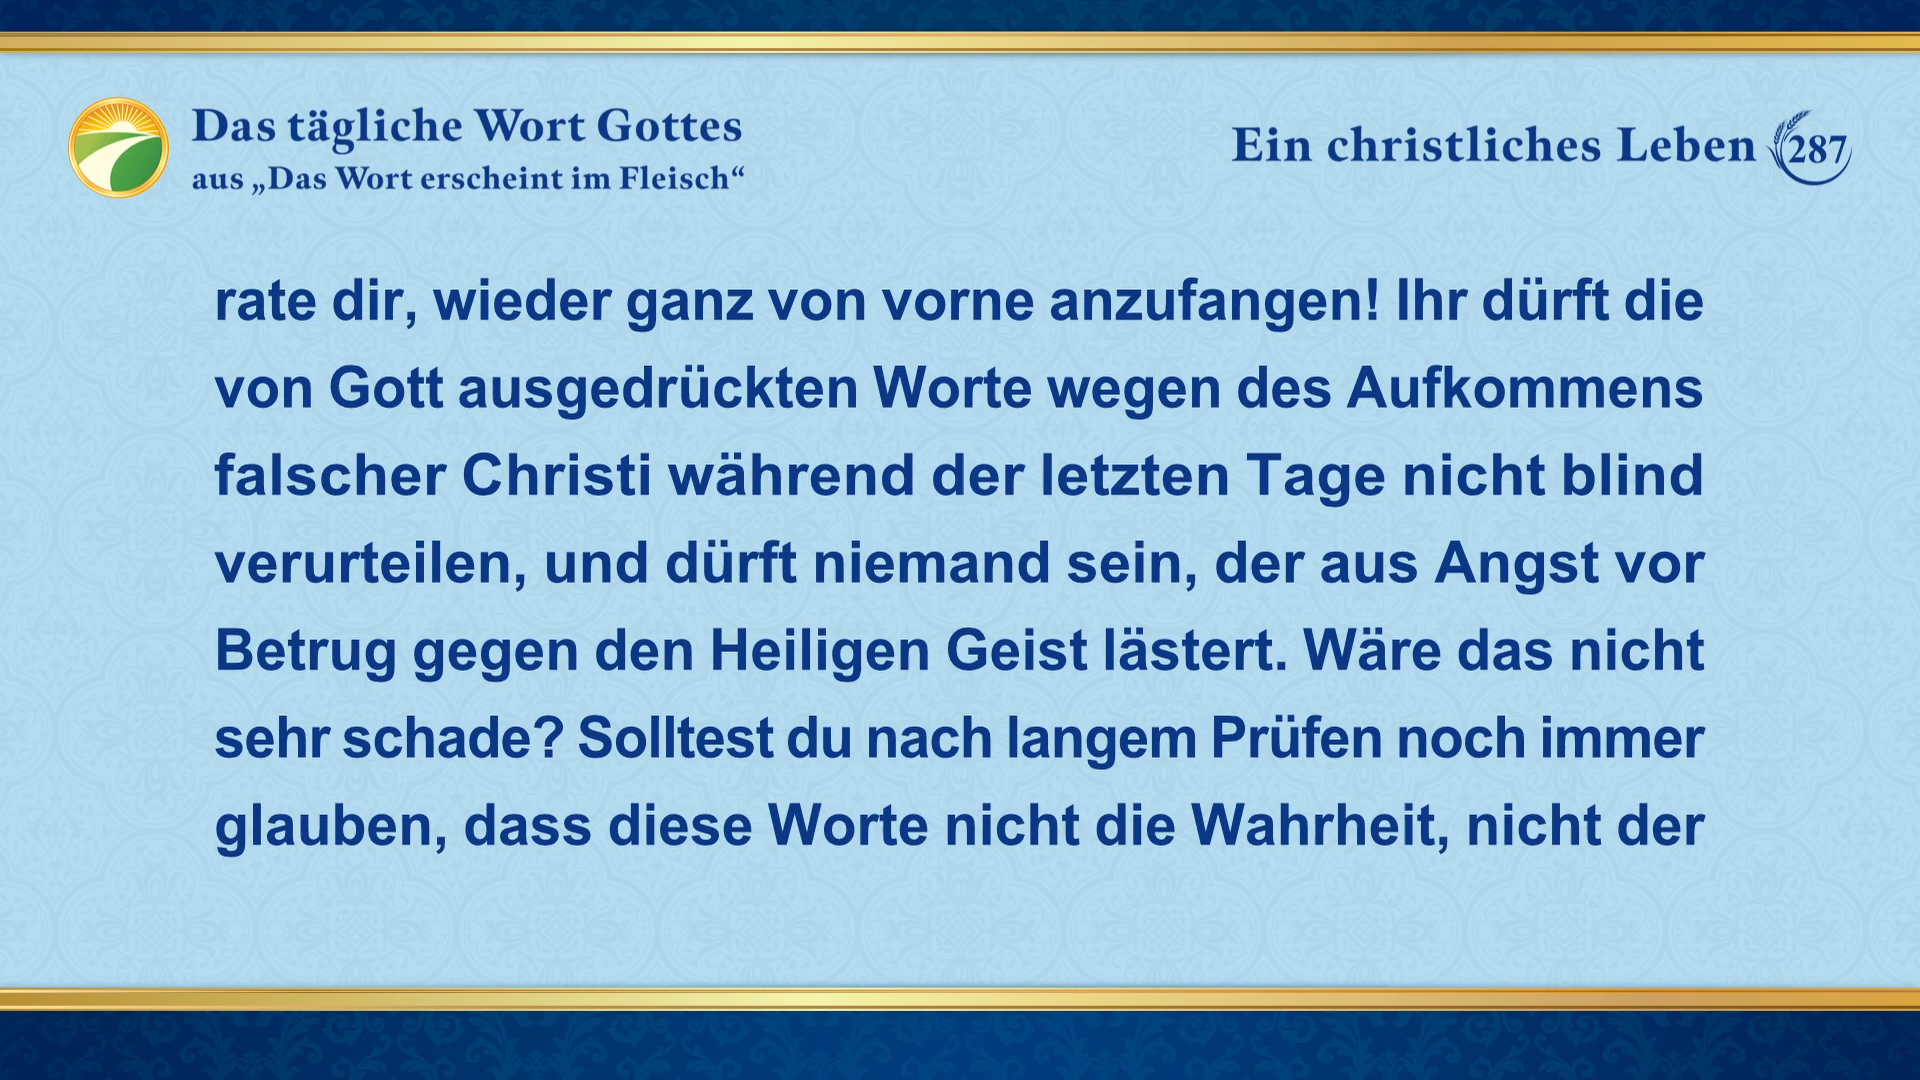 Das tägliche Wort Gottes
aus „Das Wort erscheint im Fleisch“
Ein christliches Leben 287
rate dir, wieder ganz von vorne anzufangen! Ihr dürft die
von Gott ausgedrückten Worte wegen des Aufkommens
falscher Christi während der letzten Tage nicht blind
verurteilen, und dürft niemand sein, der aus Angst vor
Betrug gegen den Heiligen Geist lästert. Wäre das nicht
sehr schade? Solltest du nach langem Prüfen noch immer
glauben, dass diese Worte nicht die Wahrheit, nicht der